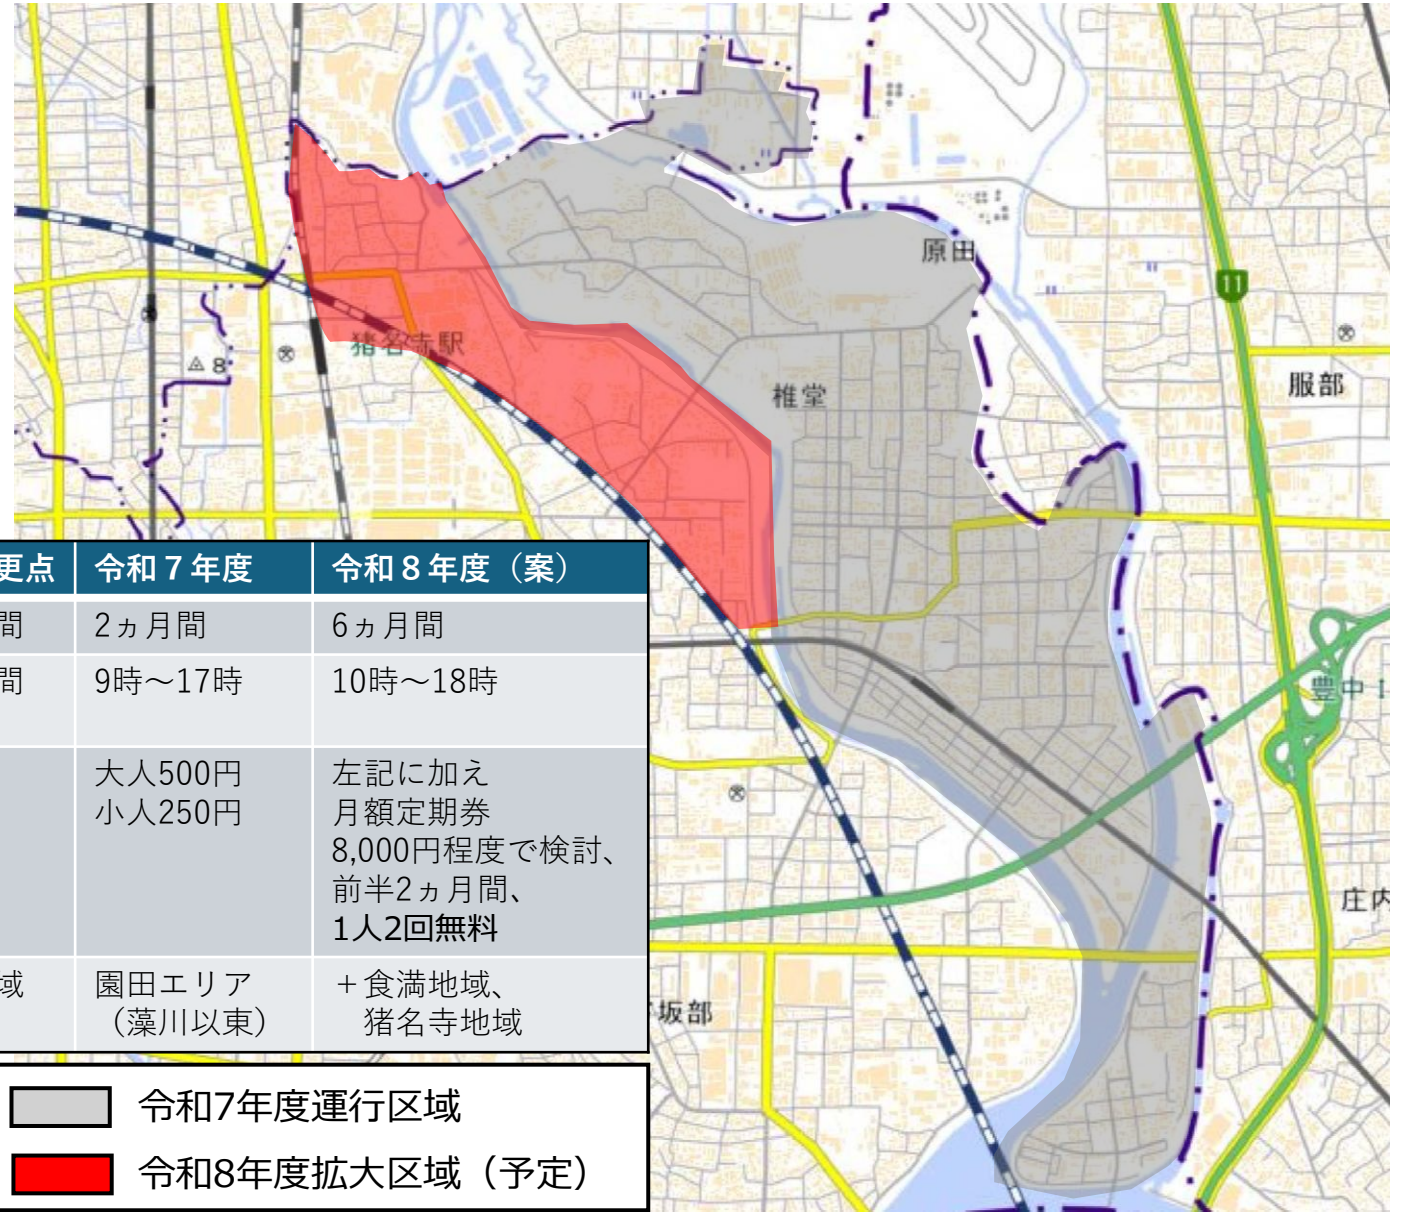 原田
11
猪名寺駅
8
椎堂
服部
更点 令和7年度 令和8年度（案）
間 2ヵ月間 6ヵ月間
間 9時～17時 10時～18時
大人500円 左記に加え
小人250円 月額定期券
8,000円程度で検討、
前半2ヵ月間、
1人2回無料
域 園田エリア ＋食満地域、
（藻川以東） 猪名寺地域
豊中I
庄内
坂部
令和7年度運行区域
令和8年度拡大区域（予定）